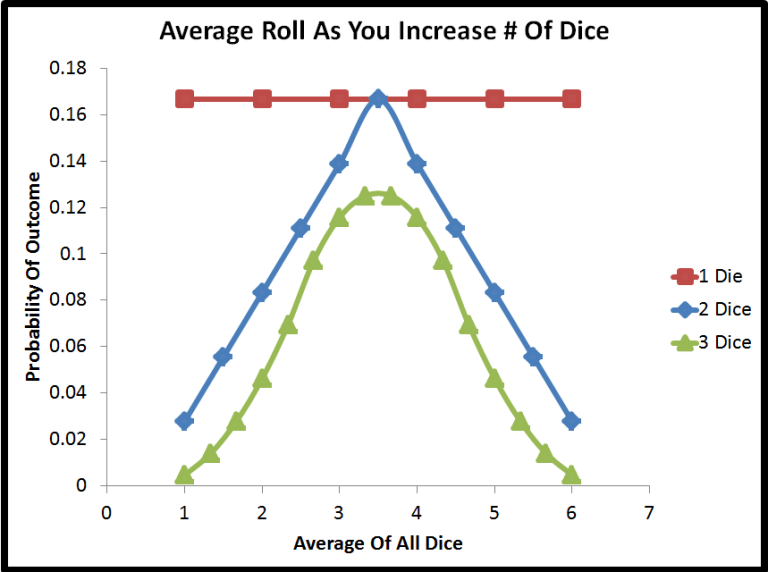 Average Roll As You Increase # Of Dice
Probability Of Outcome
0.18
0.16
0.14
0.12
0.1
0.08
0.06
0.04
0.02
0
0 1 2 3 4 5 6 7
Average Of All Dice
1 Die
2 Dice
3 Dice